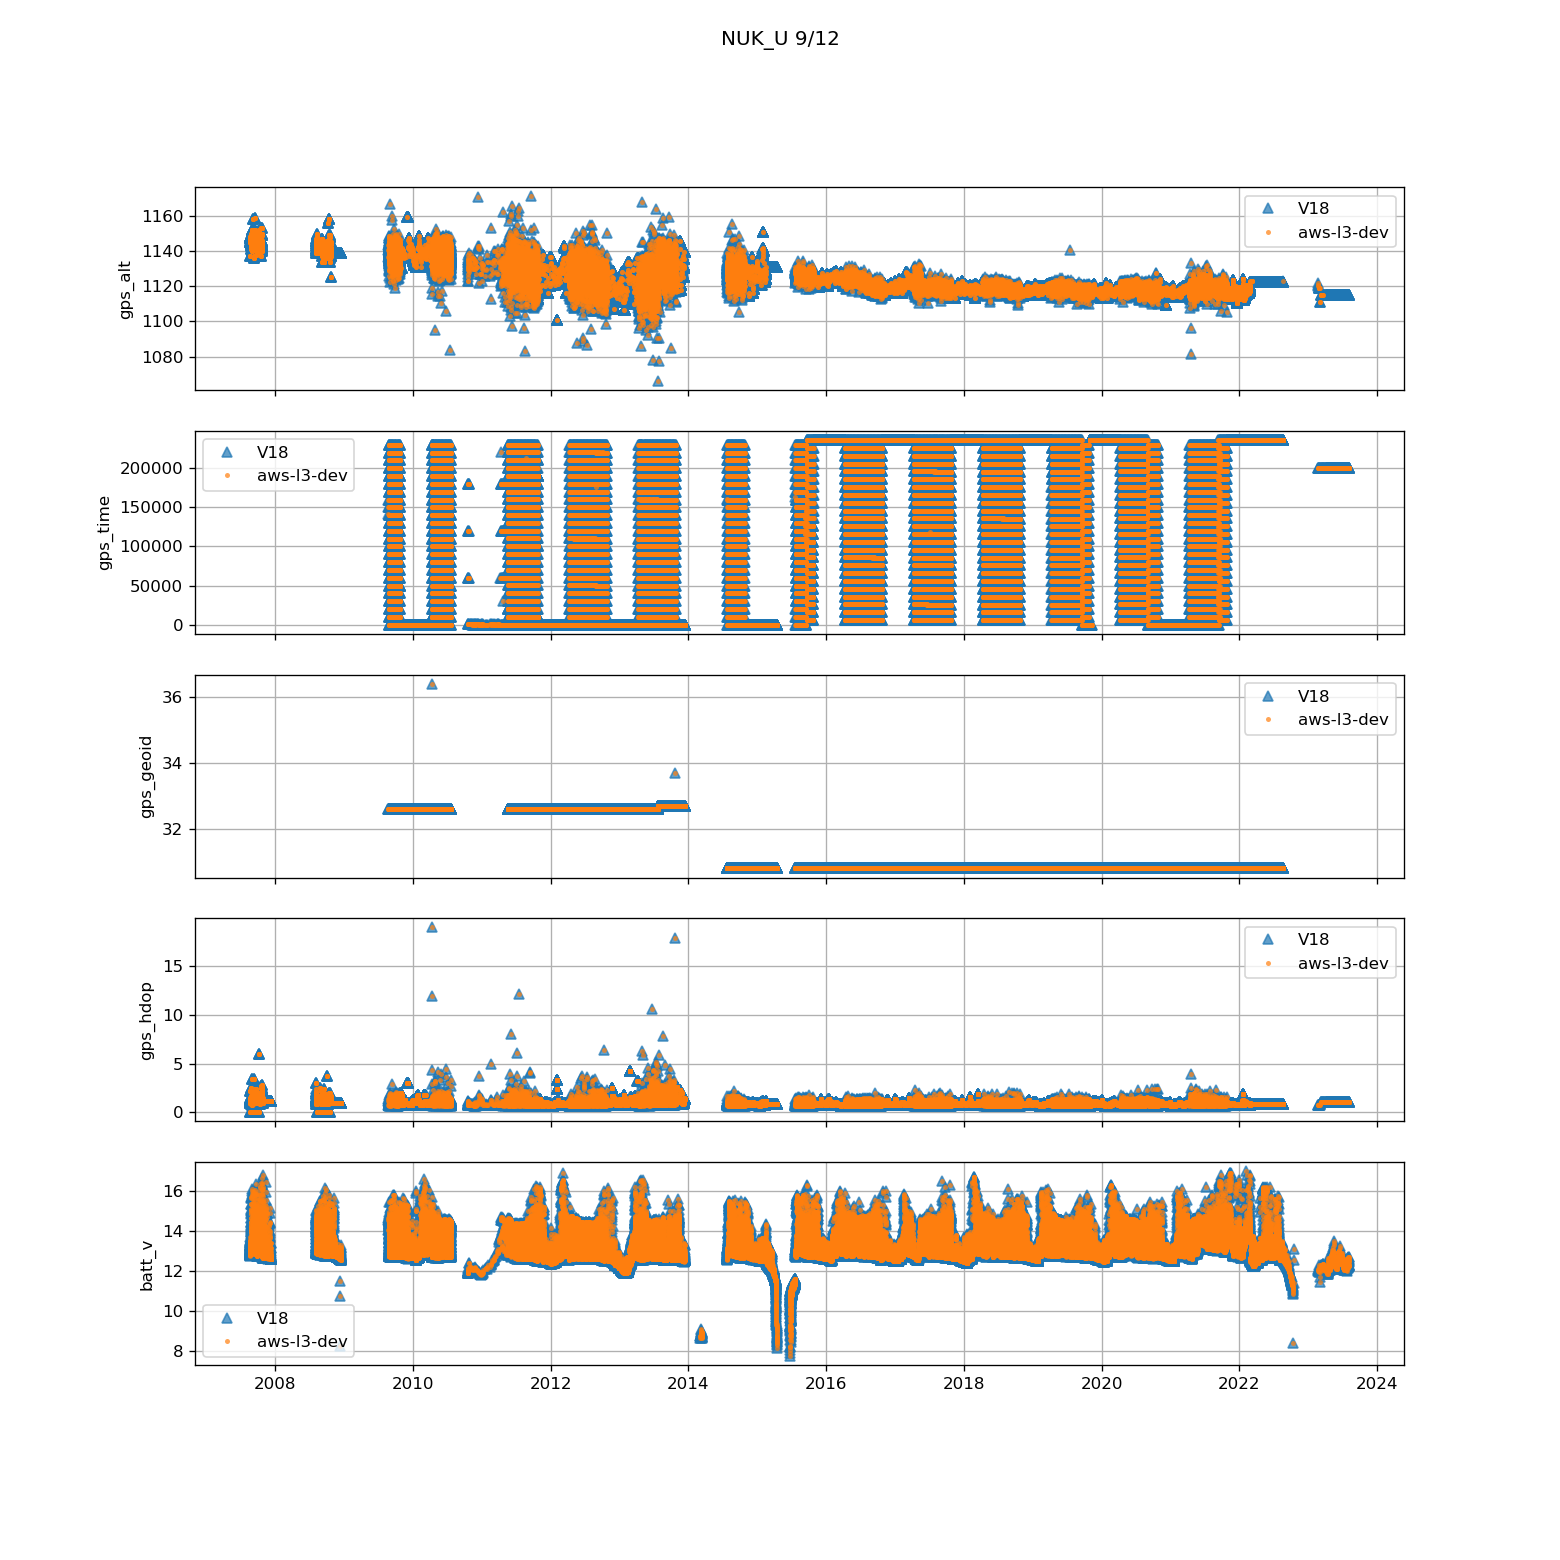 NUK_U 9/12
1160
1140
1120
1100
1080
gps_alt
V18
aws-l3-dev
200000
150000
100000
50000
0
gps_time
V18
aws-l3-dev
36
34
32
gps_geoid
V18
aws-l3-dev
15
10
5
0
gps_hdop
V18
aws-l3-dev
16
14
12
10
8
batt_v
V18
aws-l3-dev
2008 2010 2012 2014 2016 2018 2020 2022 2024